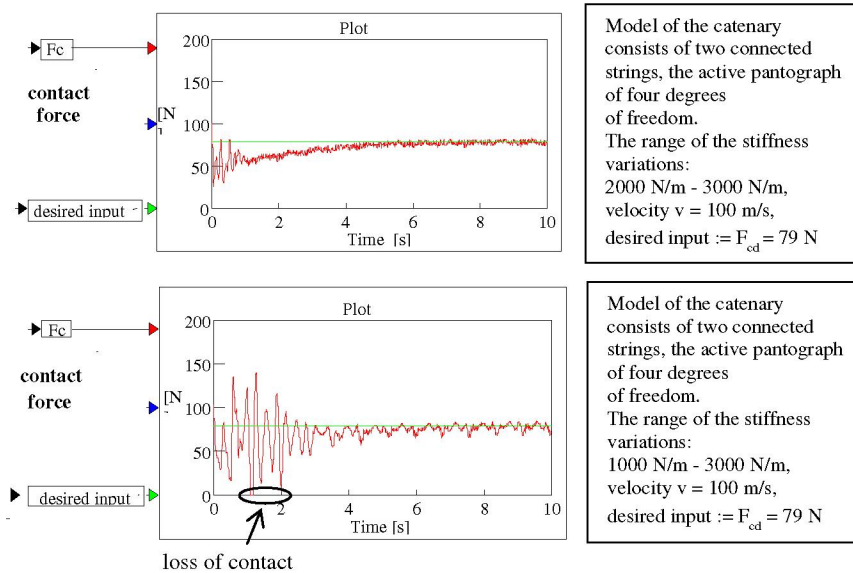 Fc
contact
force
desired input
Plot
200
150
[N
100
50
0
0 2 4 6 8 10
Time [s]
Model of the catenary
consists of two connected
strings, the active pantograph
of four degrees
of freedom.
The range of the stiffness
variations:
2000 N/m - 3000 N/m,
velocity v = 100 m/s,
desired input := Fcd = 79 N
Fc
contact
force
desired input
Plot
200
150
[N
100
50
0
0 2 4 6 8 10
Time [s]
loss of contact
Model of the catenary
consists of two connected
strings, the active pantograph
of four degrees
of freedom.
The range of the stiffness
variations:
1000 N/m - 3000 N/m,
velocity v = 100 m/s,
desired input := Fcd = 79 N